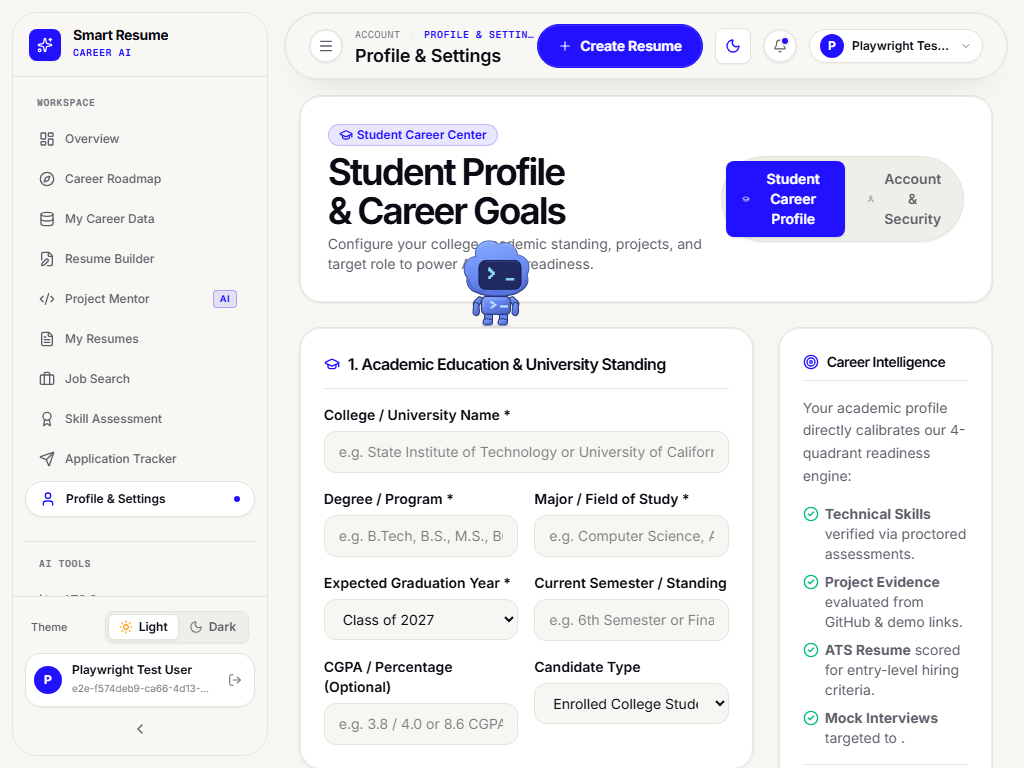 Smart Resume
CAREER AI
WORKSPACE
Overview
Career Roadmap
My Career Data
Resume Builder
Project Mentor
AI
My Resumes
Job Search
Skill Assessment
Application Tracker
Profile & Settings
AI TOOLS
Theme
Light
Dark
P
Playwright Test User
e2e-f574deb9-ca66-4d13-...
ACCOUNT
PROFILE & SETTIN...
Profile & Settings
Create Resume
P
Playwright Tes...
Student Career Center
Student Profile
& Career Goals
Configure your college, academic standing, projects, and
target role to power readiness.
Student
Career
Profile
Account
&
Security
1. Academic Education & University Standing
College / University Name *
e.g. State Institute of Technology or University of Californ
Degree / Program *
Major / Field of Study *
e.g. B.Tech, B.S., M.S., B
e.g. Computer Science, A
Expected Graduation Year *
Current Semester / Standing
Class of 2027
e.g. 6th Semester or Fina
CGPA / Percentage
(Optional)
Candidate Type
e.g. 3.8 / 4.0 or 8.6 CGPA
Enrolled College Stude
Career Intelligence
Your academic profile
directly calibrates our 4-
quadrant readiness
engine:
Technical Skills
verified via proctored
assessments.
Project Evidence
evaluated from
GitHub & demo links.
ATS Resume scored
for entry-level hiring
criteria.
Mock Interviews
targeted to .